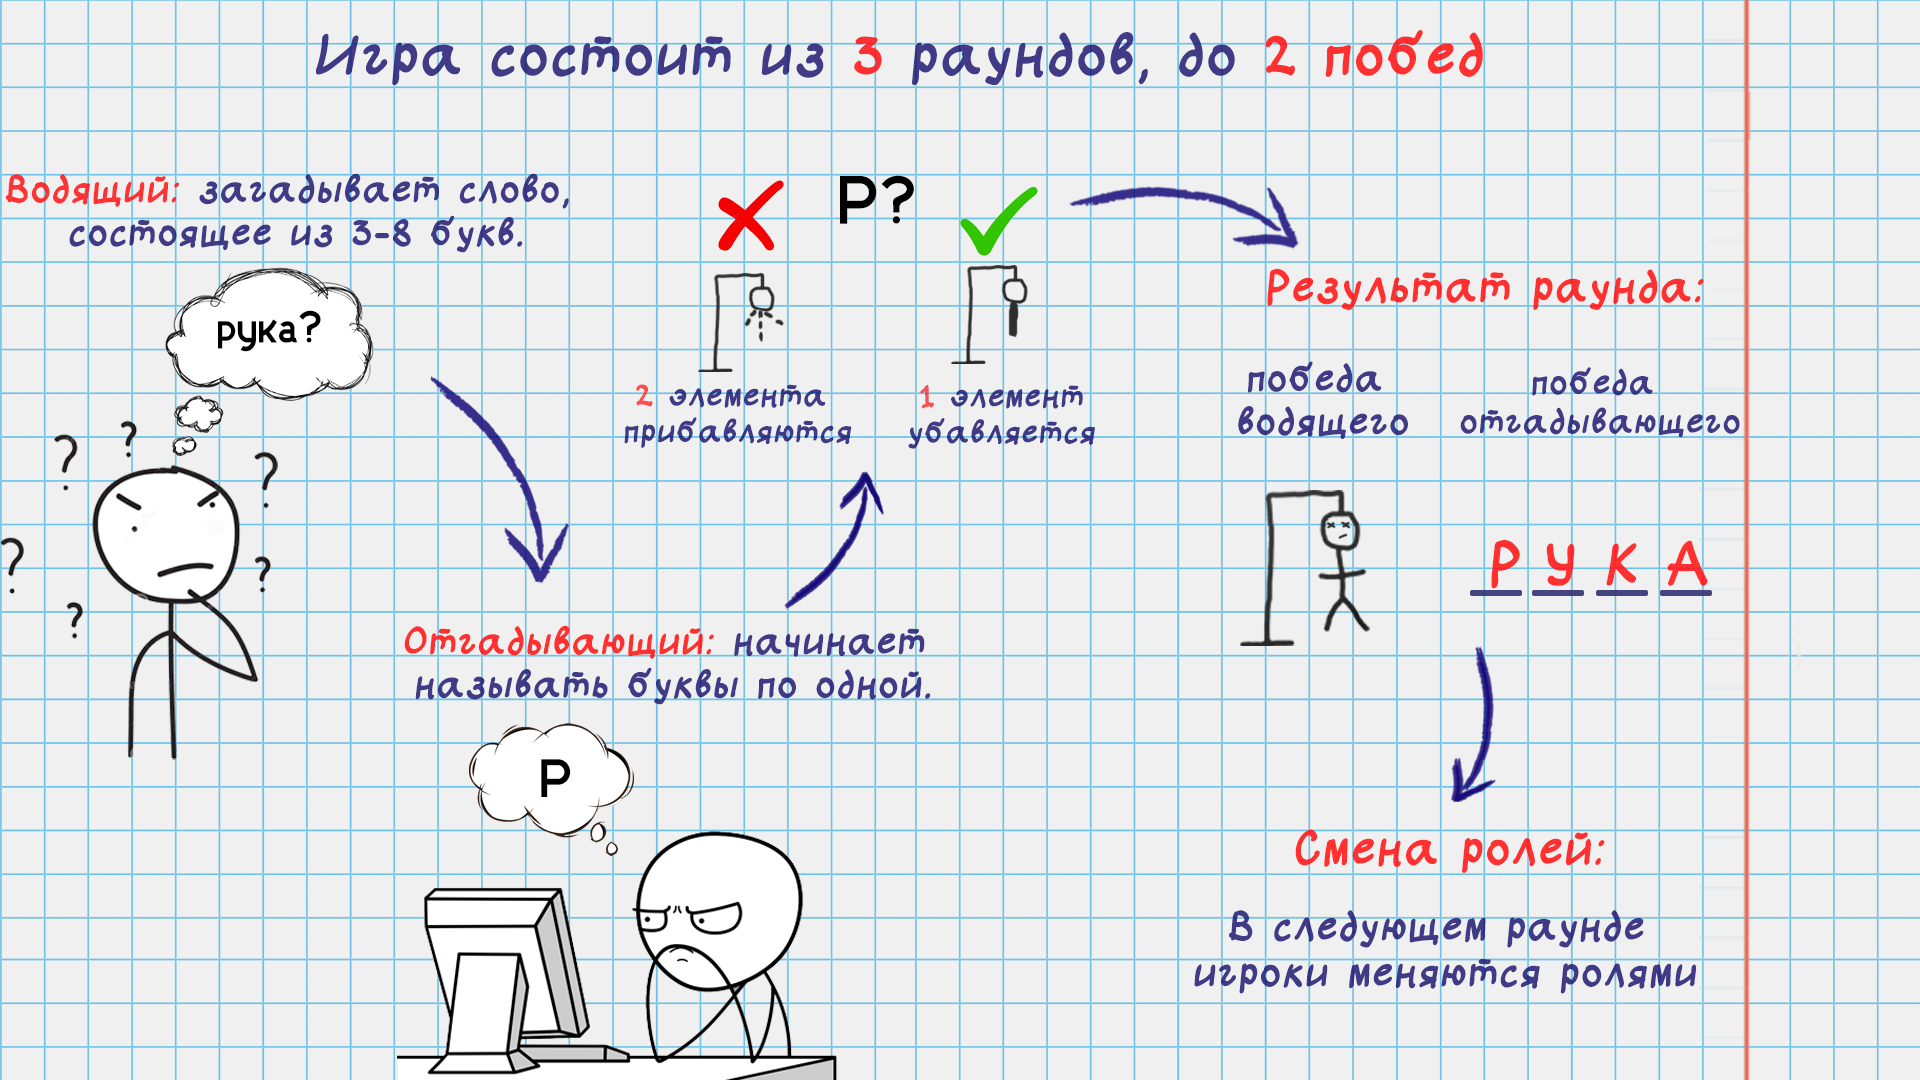 Игра состоит из 3 раундов, до 2 побед
Водящий: загадывает слово,
состоящее из 3-8 букв.
рука?
? ? ? ? ? ?
Р?
2 элемента
прибавляются
1 элемент
убавляется
Отгадывающий: начинает
называть буквы по одной.
Р
Результат раунда:
победа
водящего
победа
отгадывающего
РУКА
Смена ролей:
В следующем раунде
игроки меняются ролями